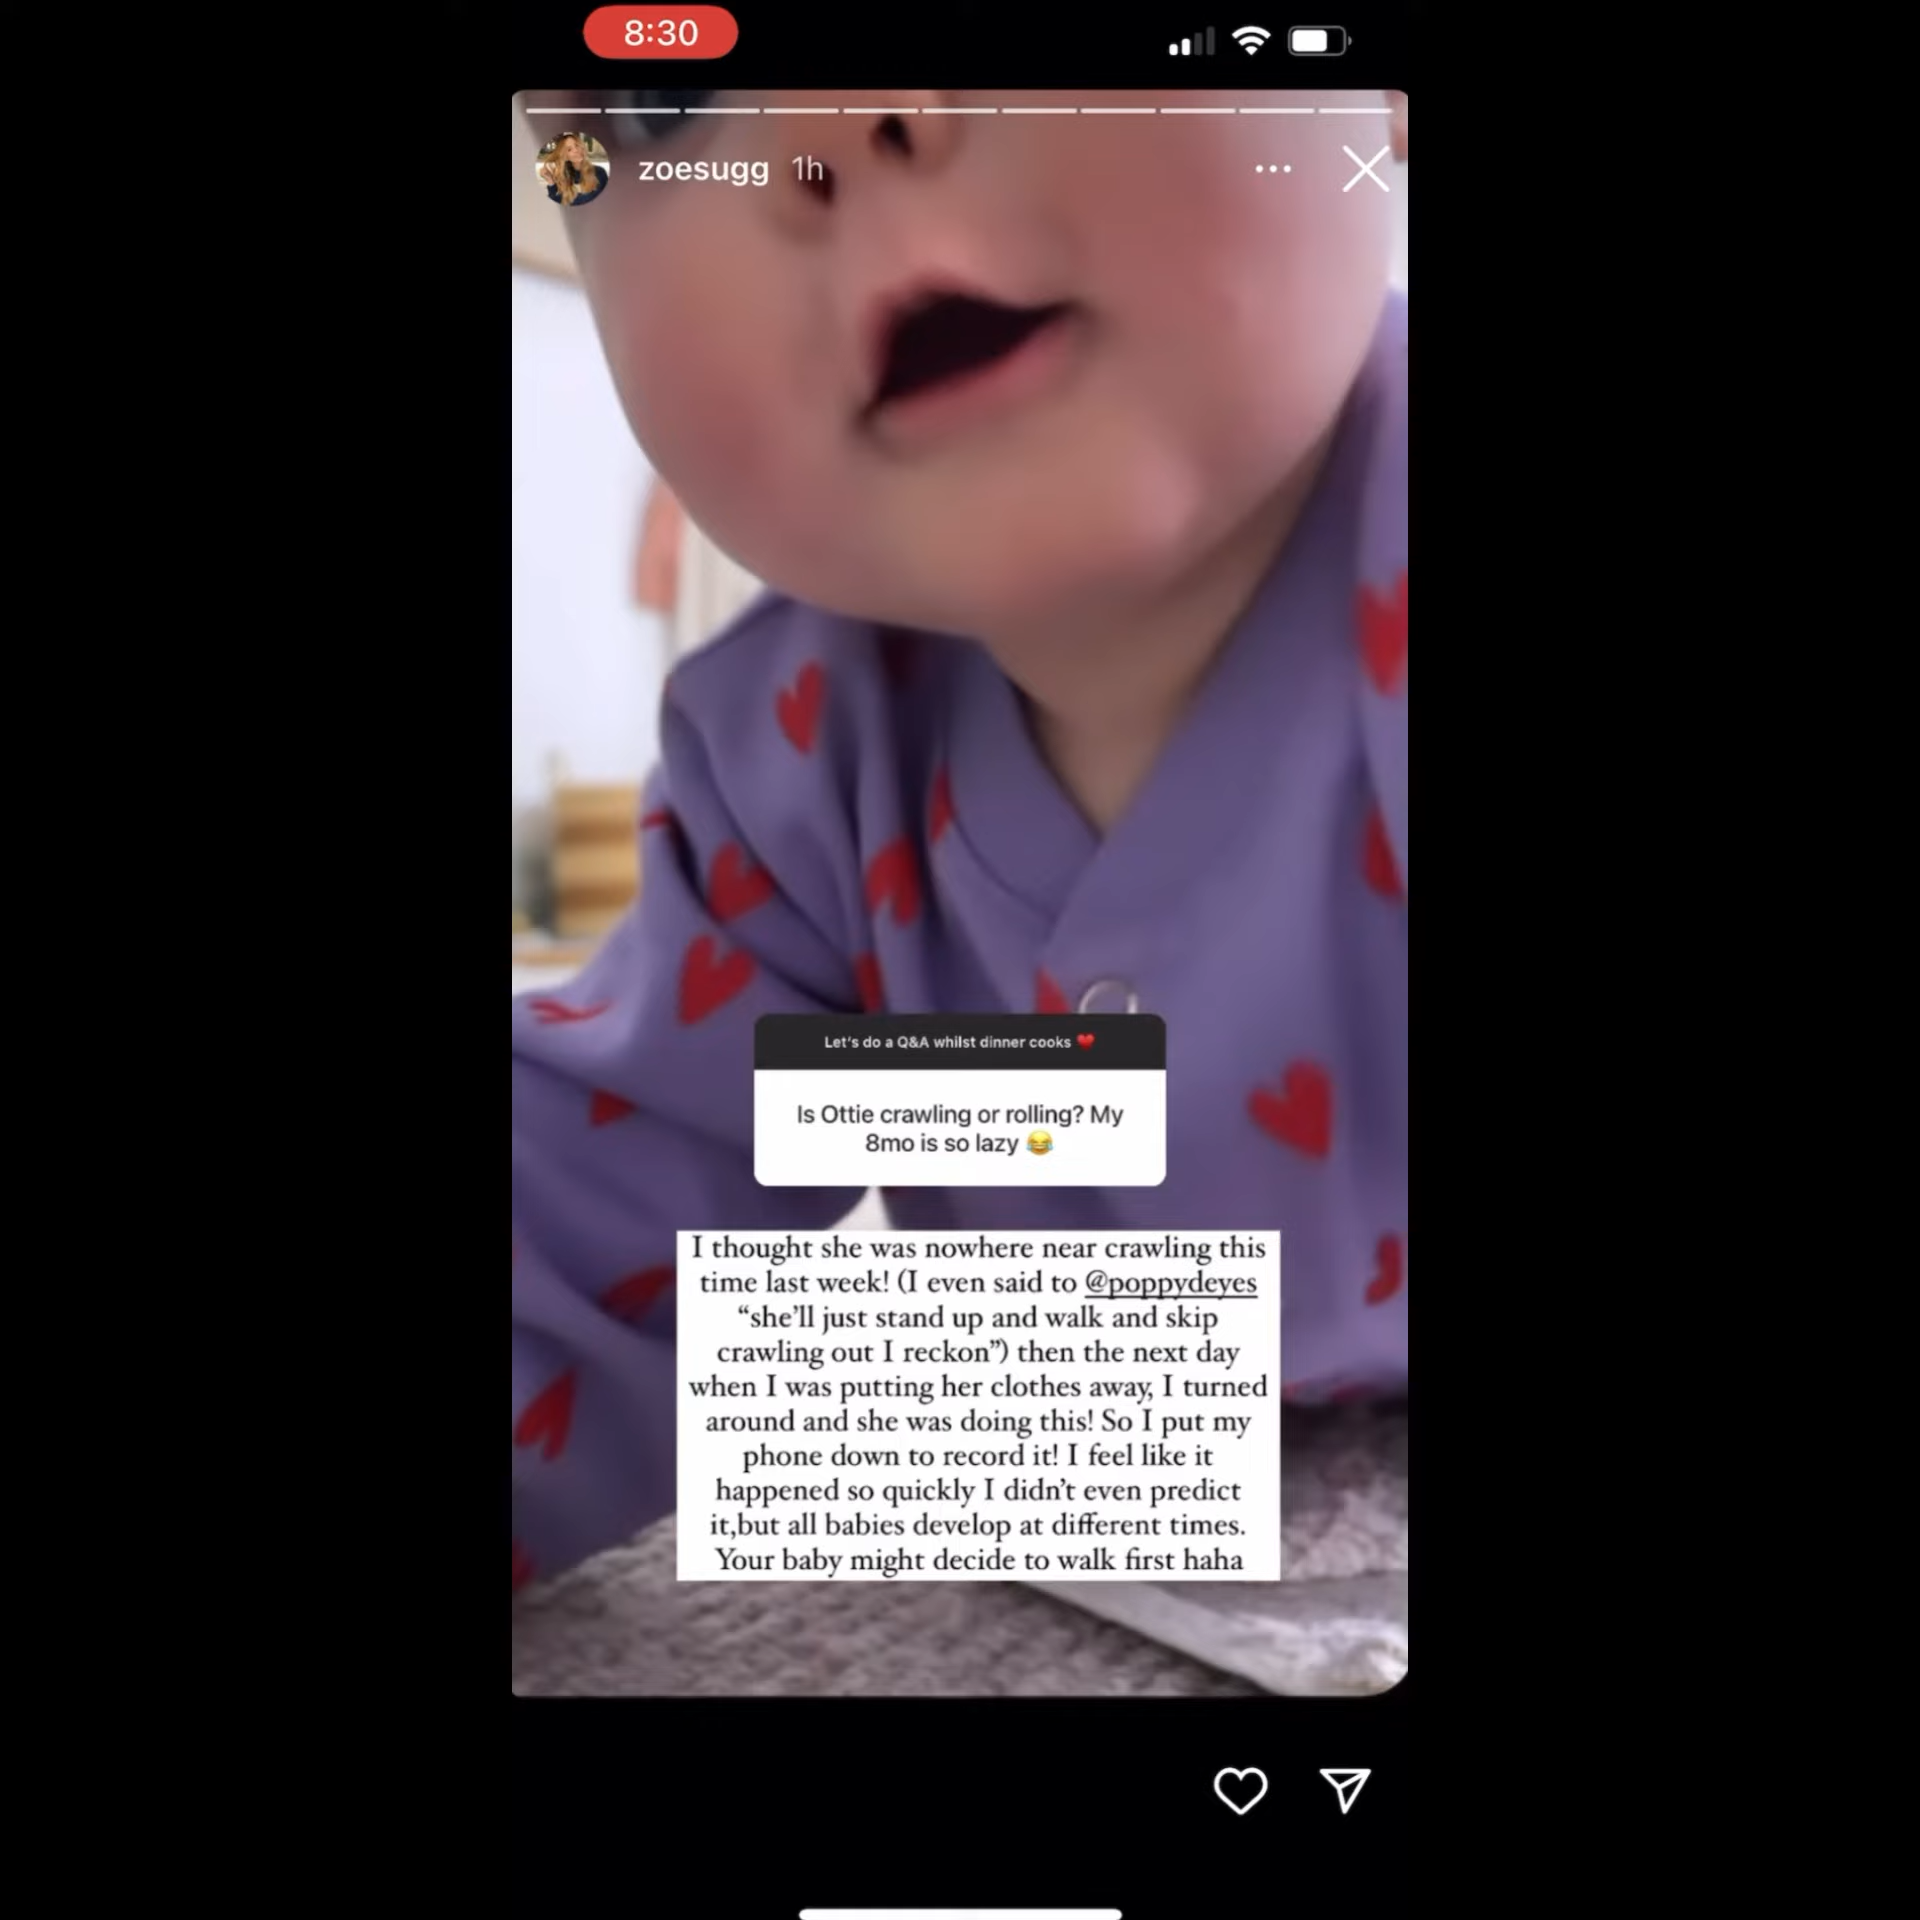 8:30
zoesugg 1h
Let's do a Q&A whilst dinner cooks ❤️
Is Ottie crawling or rolling? My
8mo is so lazy 😂
I thought she was nowhere near crawling this
time last week! (I even said to @poppydeyes
“she’ll just stand up and walk and skip
crawling out I reckon”) then the next day
when I was putting her clothes away, I turned
around and she was doing this! So I put my
phone down to record it! I feel like it
happened so quickly I didn’t even predict
it,but all babies develop at different times.
Your baby might decide to walk first haha